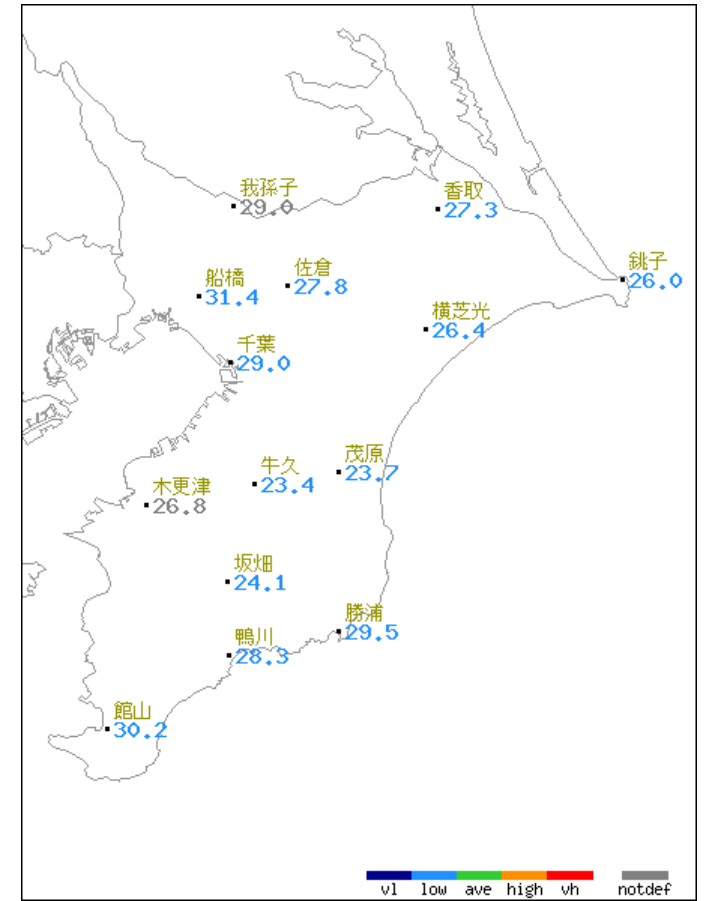 我孫子
29.0
香取
27.3
銚子
26.0
船橋
31.4
佐倉
27.8
横芝光
26.4
千葉
29.0
茂原
23.7
牛久
23.4
木更津
26.8
坂畑
24.1
勝浦
29.5
鴨川
28.3
館山
30.2
vl low ave high vh notdef